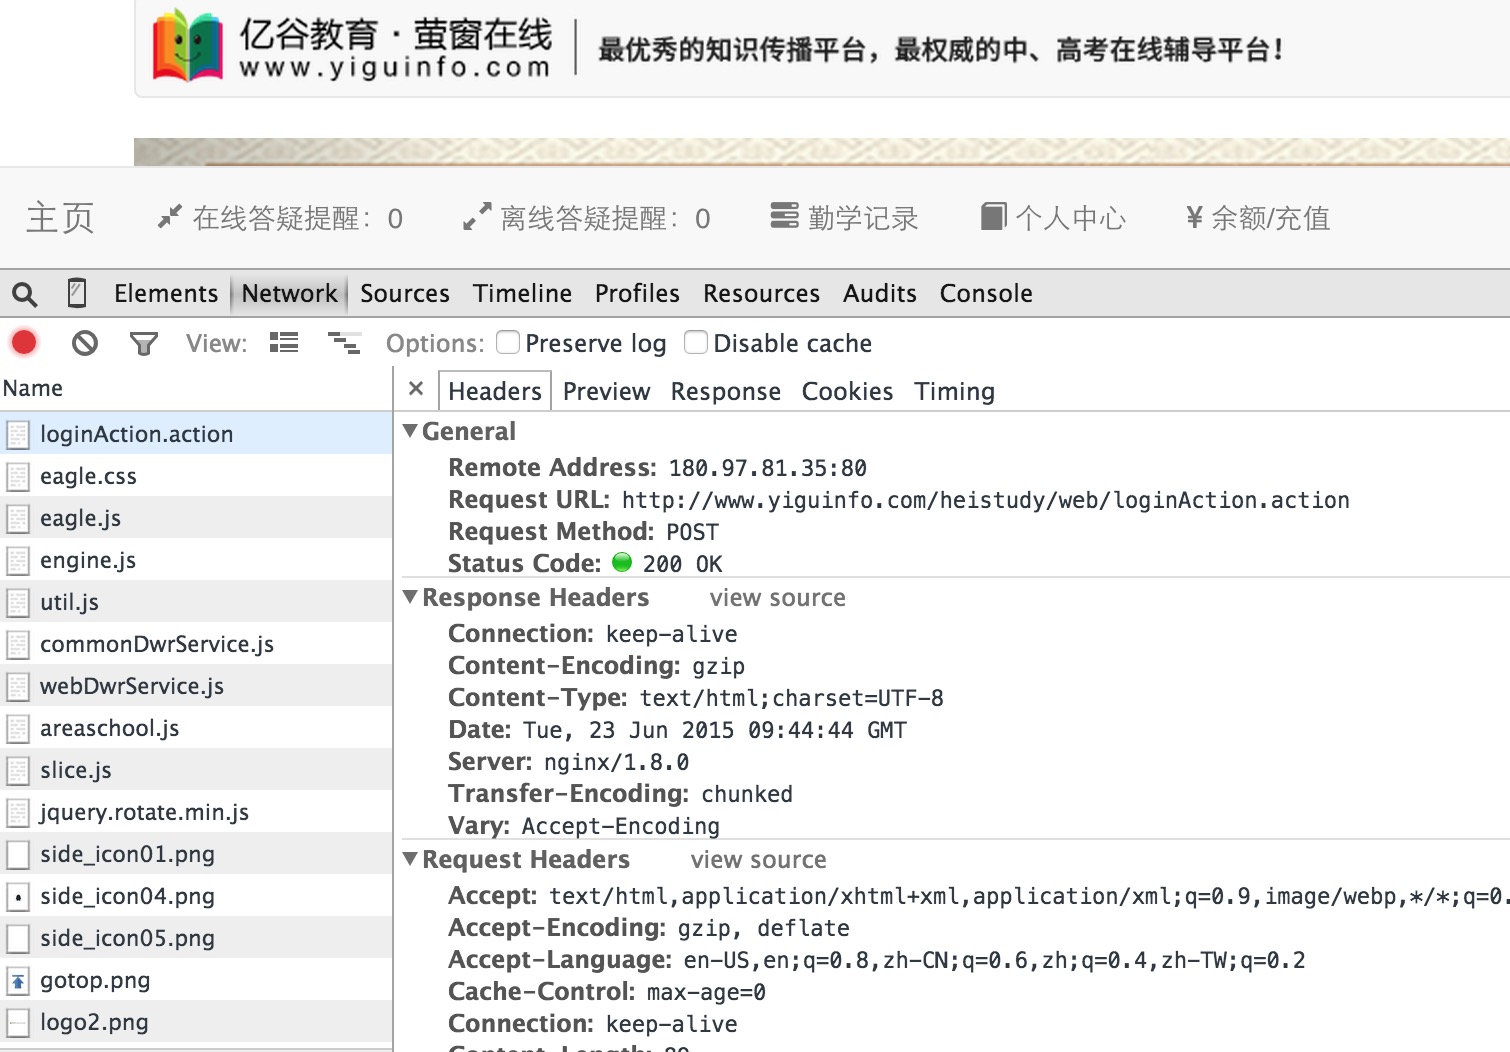 亿谷教育·萤窗在线
www.yiguinfo.com
最优秀的知识传播平台，最权威的中、高考在线辅导平台！
主页 在线答疑提醒：0 离线答疑提醒：0 勤学记录 个人中心 ¥余额/充值
Elements Network Sources Timeline Profiles Resources Audits Console
View: Options: Preserve log Disable cache
Name
Headers Preview Response Cookies Timing
loginAction.action
eagle.css
eagle.js
engine.js
util.js
commonDwrService.js
webDwrService.js
areaschool.js
slice.js
jquery.rotate.min.js
side_icon01.png
side_icon04.png
side_icon05.png
gotop.png
logo2.png
General
Remote Address: 180.97.81.35:80
Request URL: http://www.yiguinfo.com/heistudy/web/loginAction.action
Request Method: POST
Status Code: 200 OK
Response Headers view source
Connection: keep-alive
Content-Encoding: gzip
Content-Type: text/html;charset=UTF-8
Date: Tue, 23 Jun 2015 09:44:44 GMT
Server: nginx/1.8.0
Transfer-Encoding: chunked
Vary: Accept-Encoding
Request Headers view source
Accept: text/html,application/xhtml+xml,application/xml;q=0.9,image/webp,*/*;q=0.
Accept-Encoding: gzip, deflate
Accept-Language: en-US,en;q=0.8,zh-CN;q=0.6,zh;q=0.4,zh-TW;q=0.2
Cache-Control: max-age=0
Connection: keep-alive